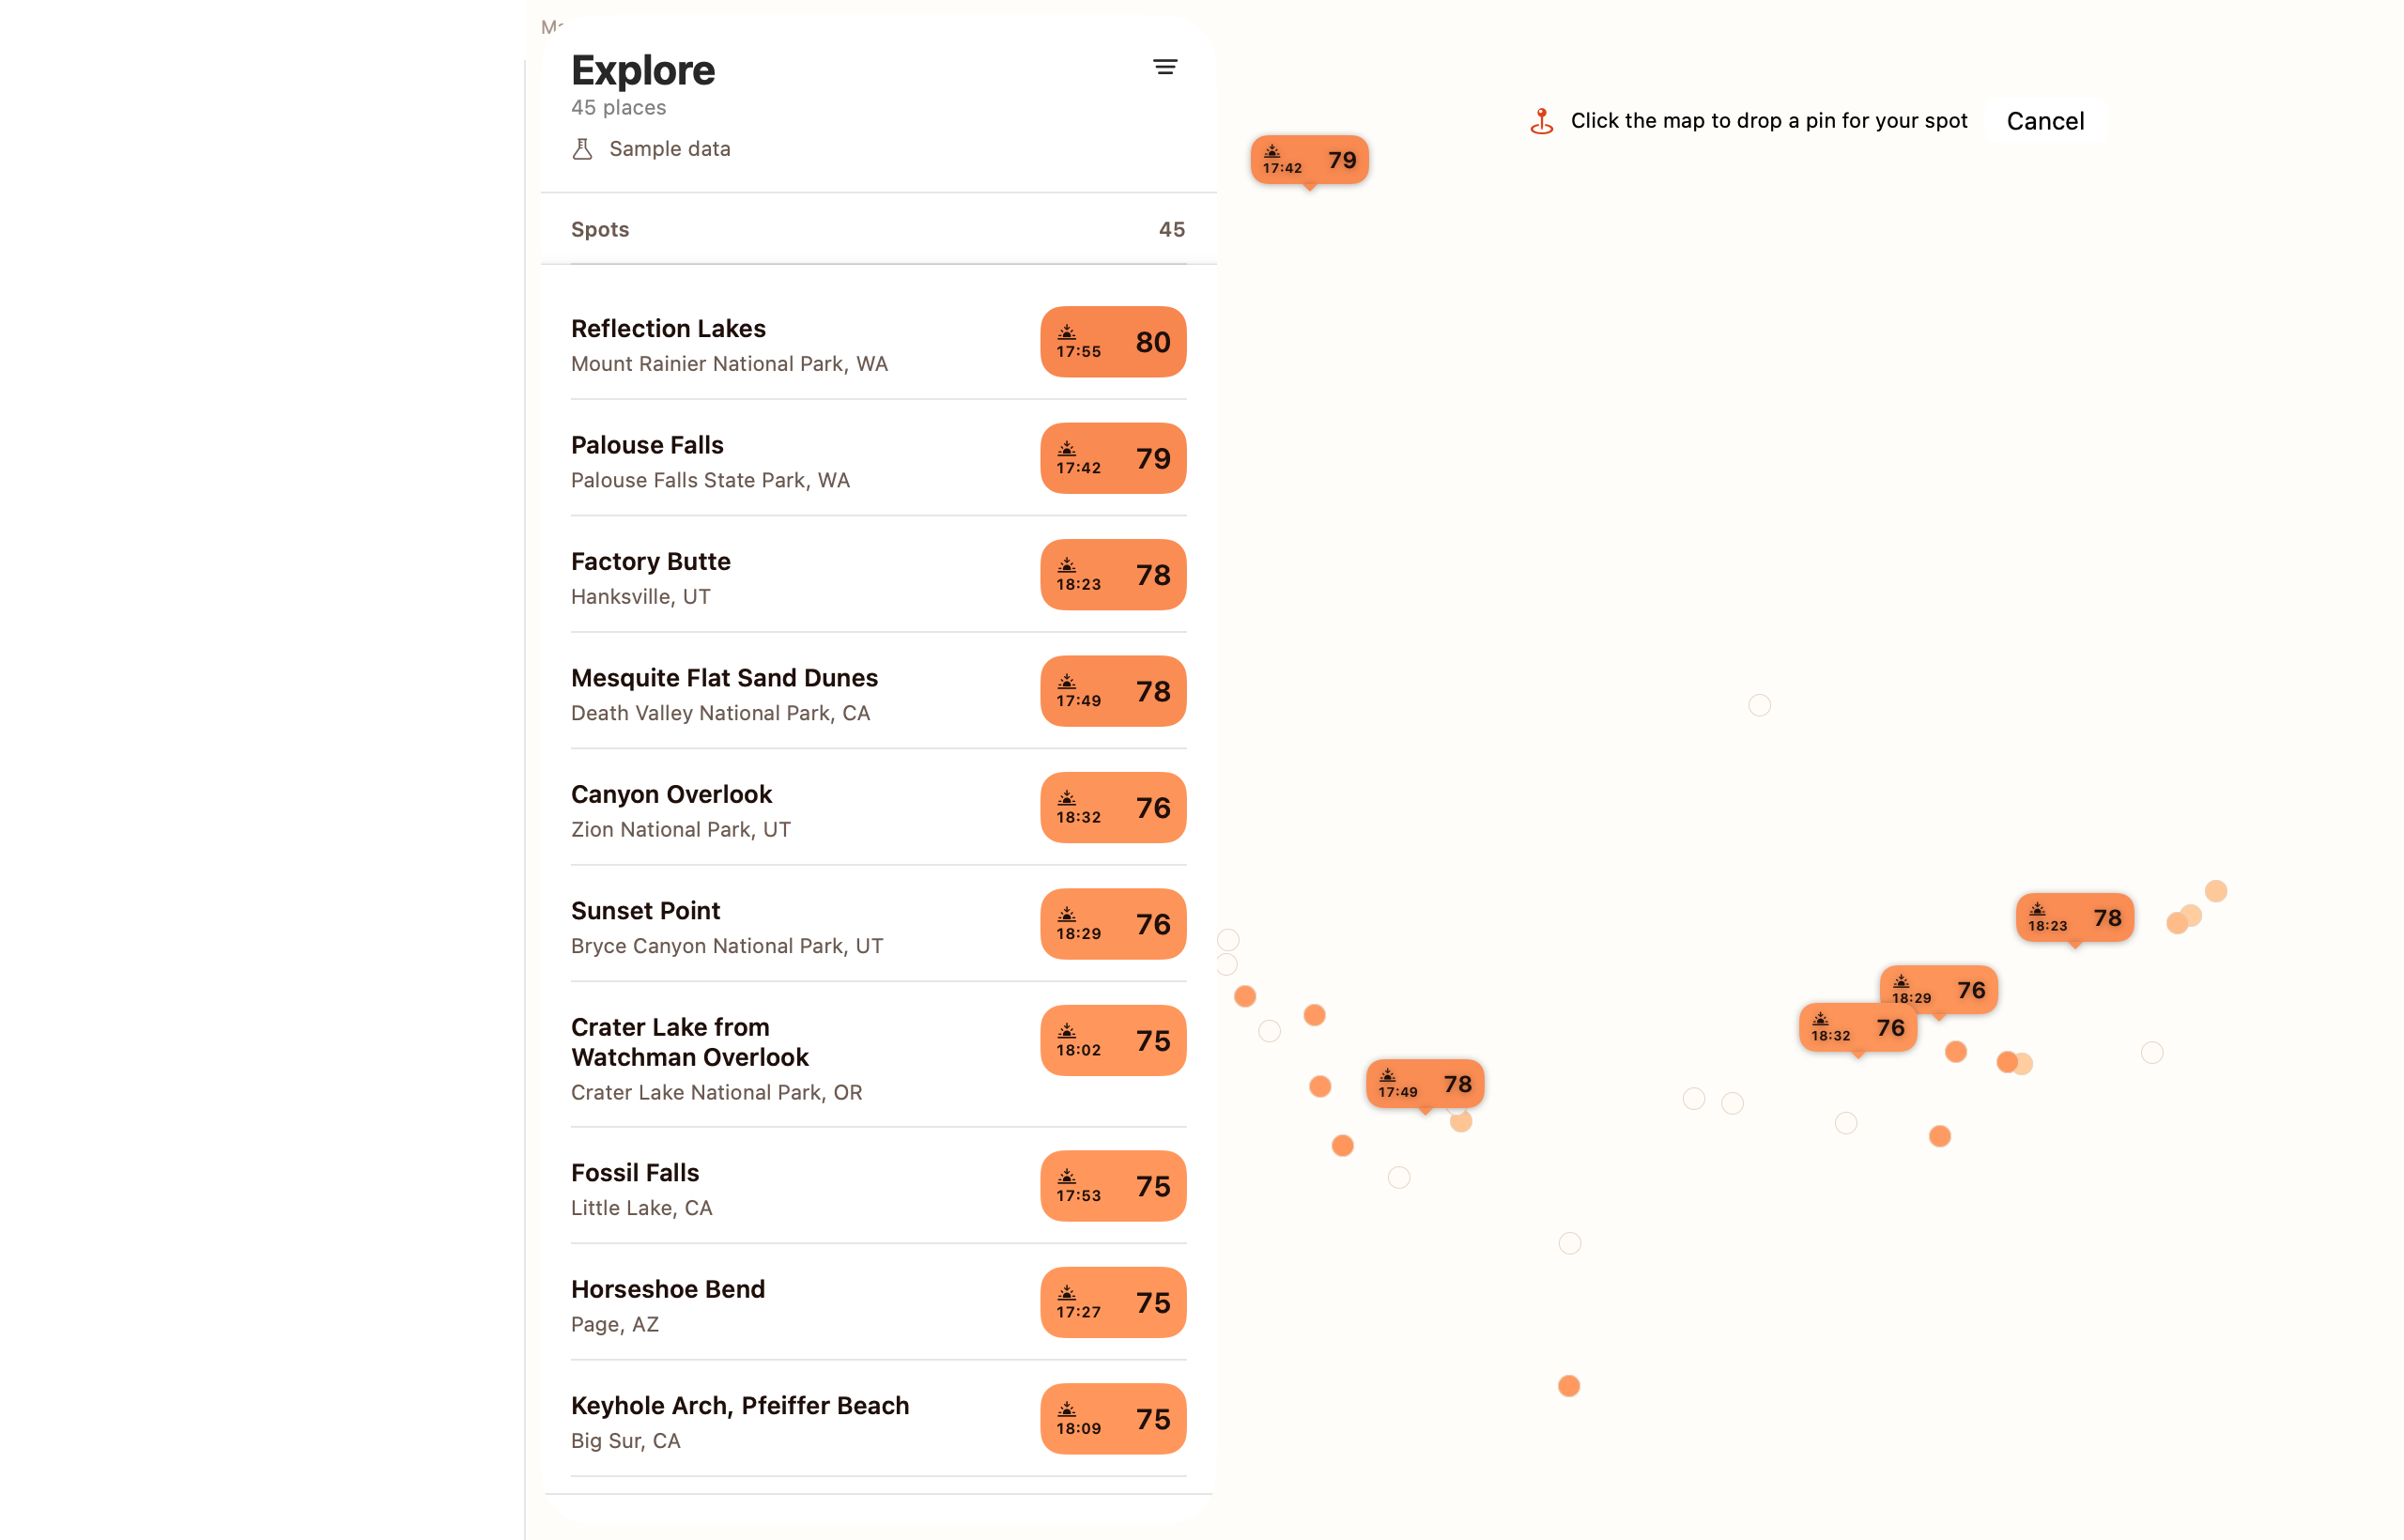 Explore
45 places
Sample data
Click the map to drop a pin for your spot
Cancel
17:42 79
Spots 45
Reflection Lakes
Mount Rainier National Park, WA
17:55 80
Palouse Falls
Palouse Falls State Park, WA
17:42 79
Factory Butte
Hanksville, UT
18:23 78
Mesquite Flat Sand Dunes
Death Valley National Park, CA
17:49 78
Canyon Overlook
Zion National Park, UT
18:32 76
Sunset Point
Bryce Canyon National Park, UT
18:29 76
Crater Lake from
Watchman Overlook
Crater Lake National Park, OR
18:02 75
Fossil Falls
Little Lake, CA
17:53 75
Horseshoe Bend
Page, AZ
17:27 75
Keyhole Arch, Pfeiffer Beach
Big Sur, CA
18:09 75
18:23 78
18:29 76
18:32 76
17:49 78